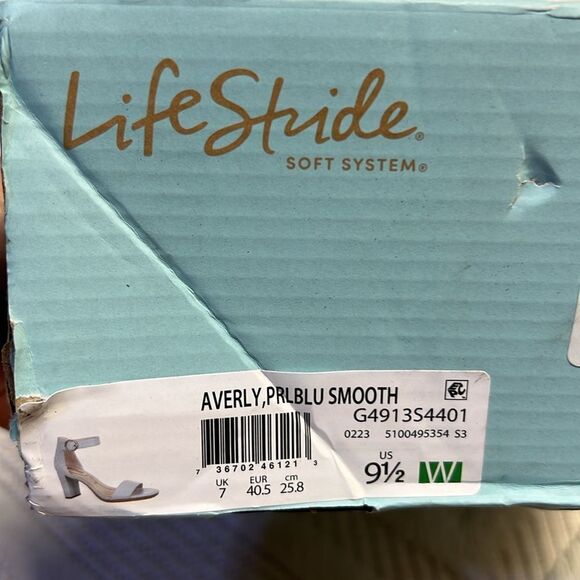 LifeStride®
SOFT SYSTEM®
AVERLY,PRLBLU SMOOTH
G4913S4401
0223 5100495354 S3
7 36702 46121 3
UK EUR cm US
7 40.5 25.8 9½ W